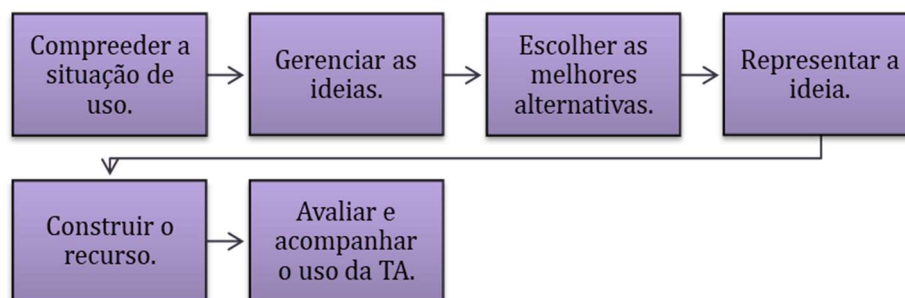 Compreeder a
situação de
uso.
Gerenciar as
ideias.
Escolher as
melhores
alternativas.
Representar a
ideia.
Construir o
recurso.
Avaliar e
acompanhar
o uso da TA.